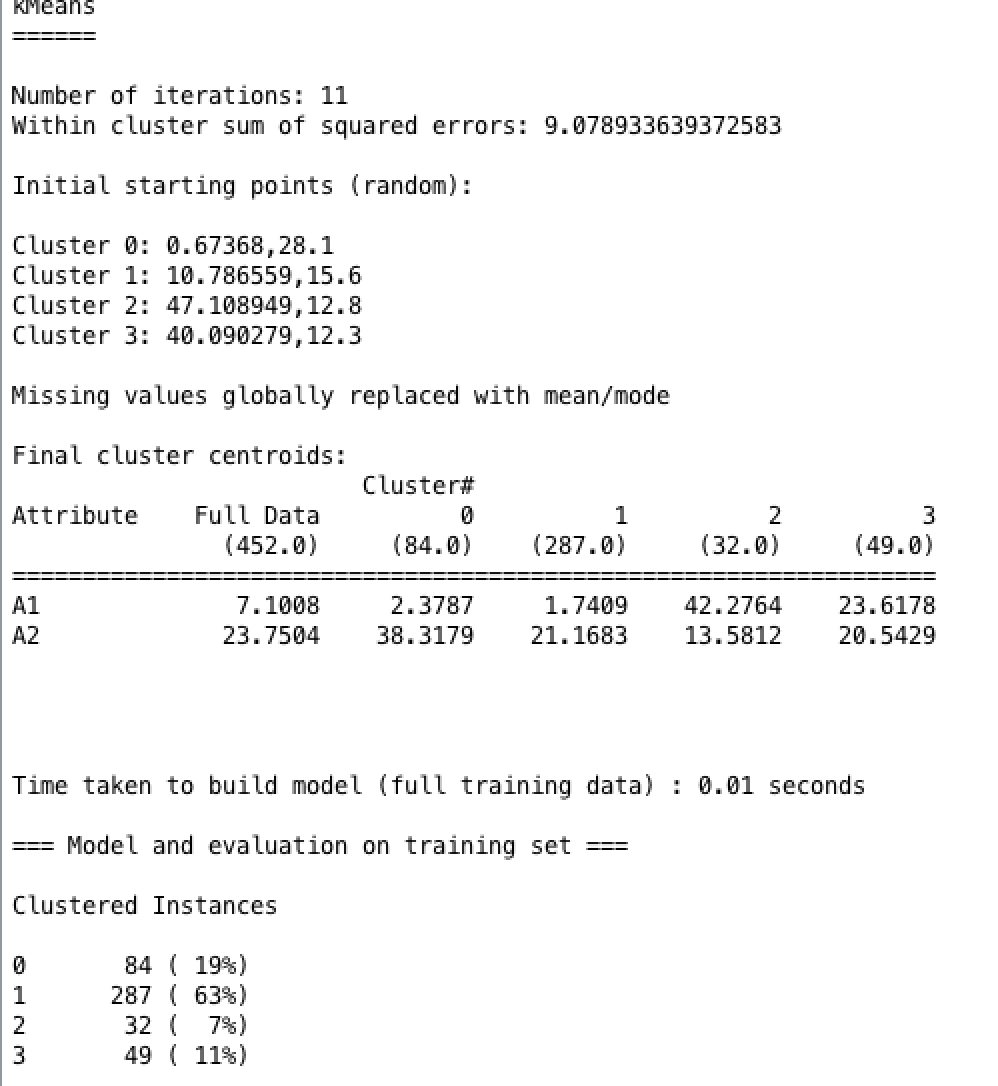 kMeans
======
Number of iterations: 11
Within cluster sum of squared errors: 9.078933639372583
Initial starting points (random):
Cluster 0: 0.67368,28.1
Cluster 1: 10.786559,15.6
Cluster 2: 47.108949,12.8
Cluster 3: 40.090279,12.3
Missing values globally replaced with mean/mode
Final cluster centroids:
                         Cluster#
Attribute    Full Data          0          1          2          3
               (452.0)     (84.0)    (287.0)     (32.0)     (49.0)
==================================================================
A1              7.1008     2.3787     1.7409    42.2764    23.6178
A2             23.7504    38.3179    21.1683    13.5812    20.5429
Time taken to build model (full training data) : 0.01 seconds
=== Model and evaluation on training set ===
Clustered Instances
0       84 ( 19%)
1      287 ( 63%)
2       32 (  7%)
3       49 ( 11%)